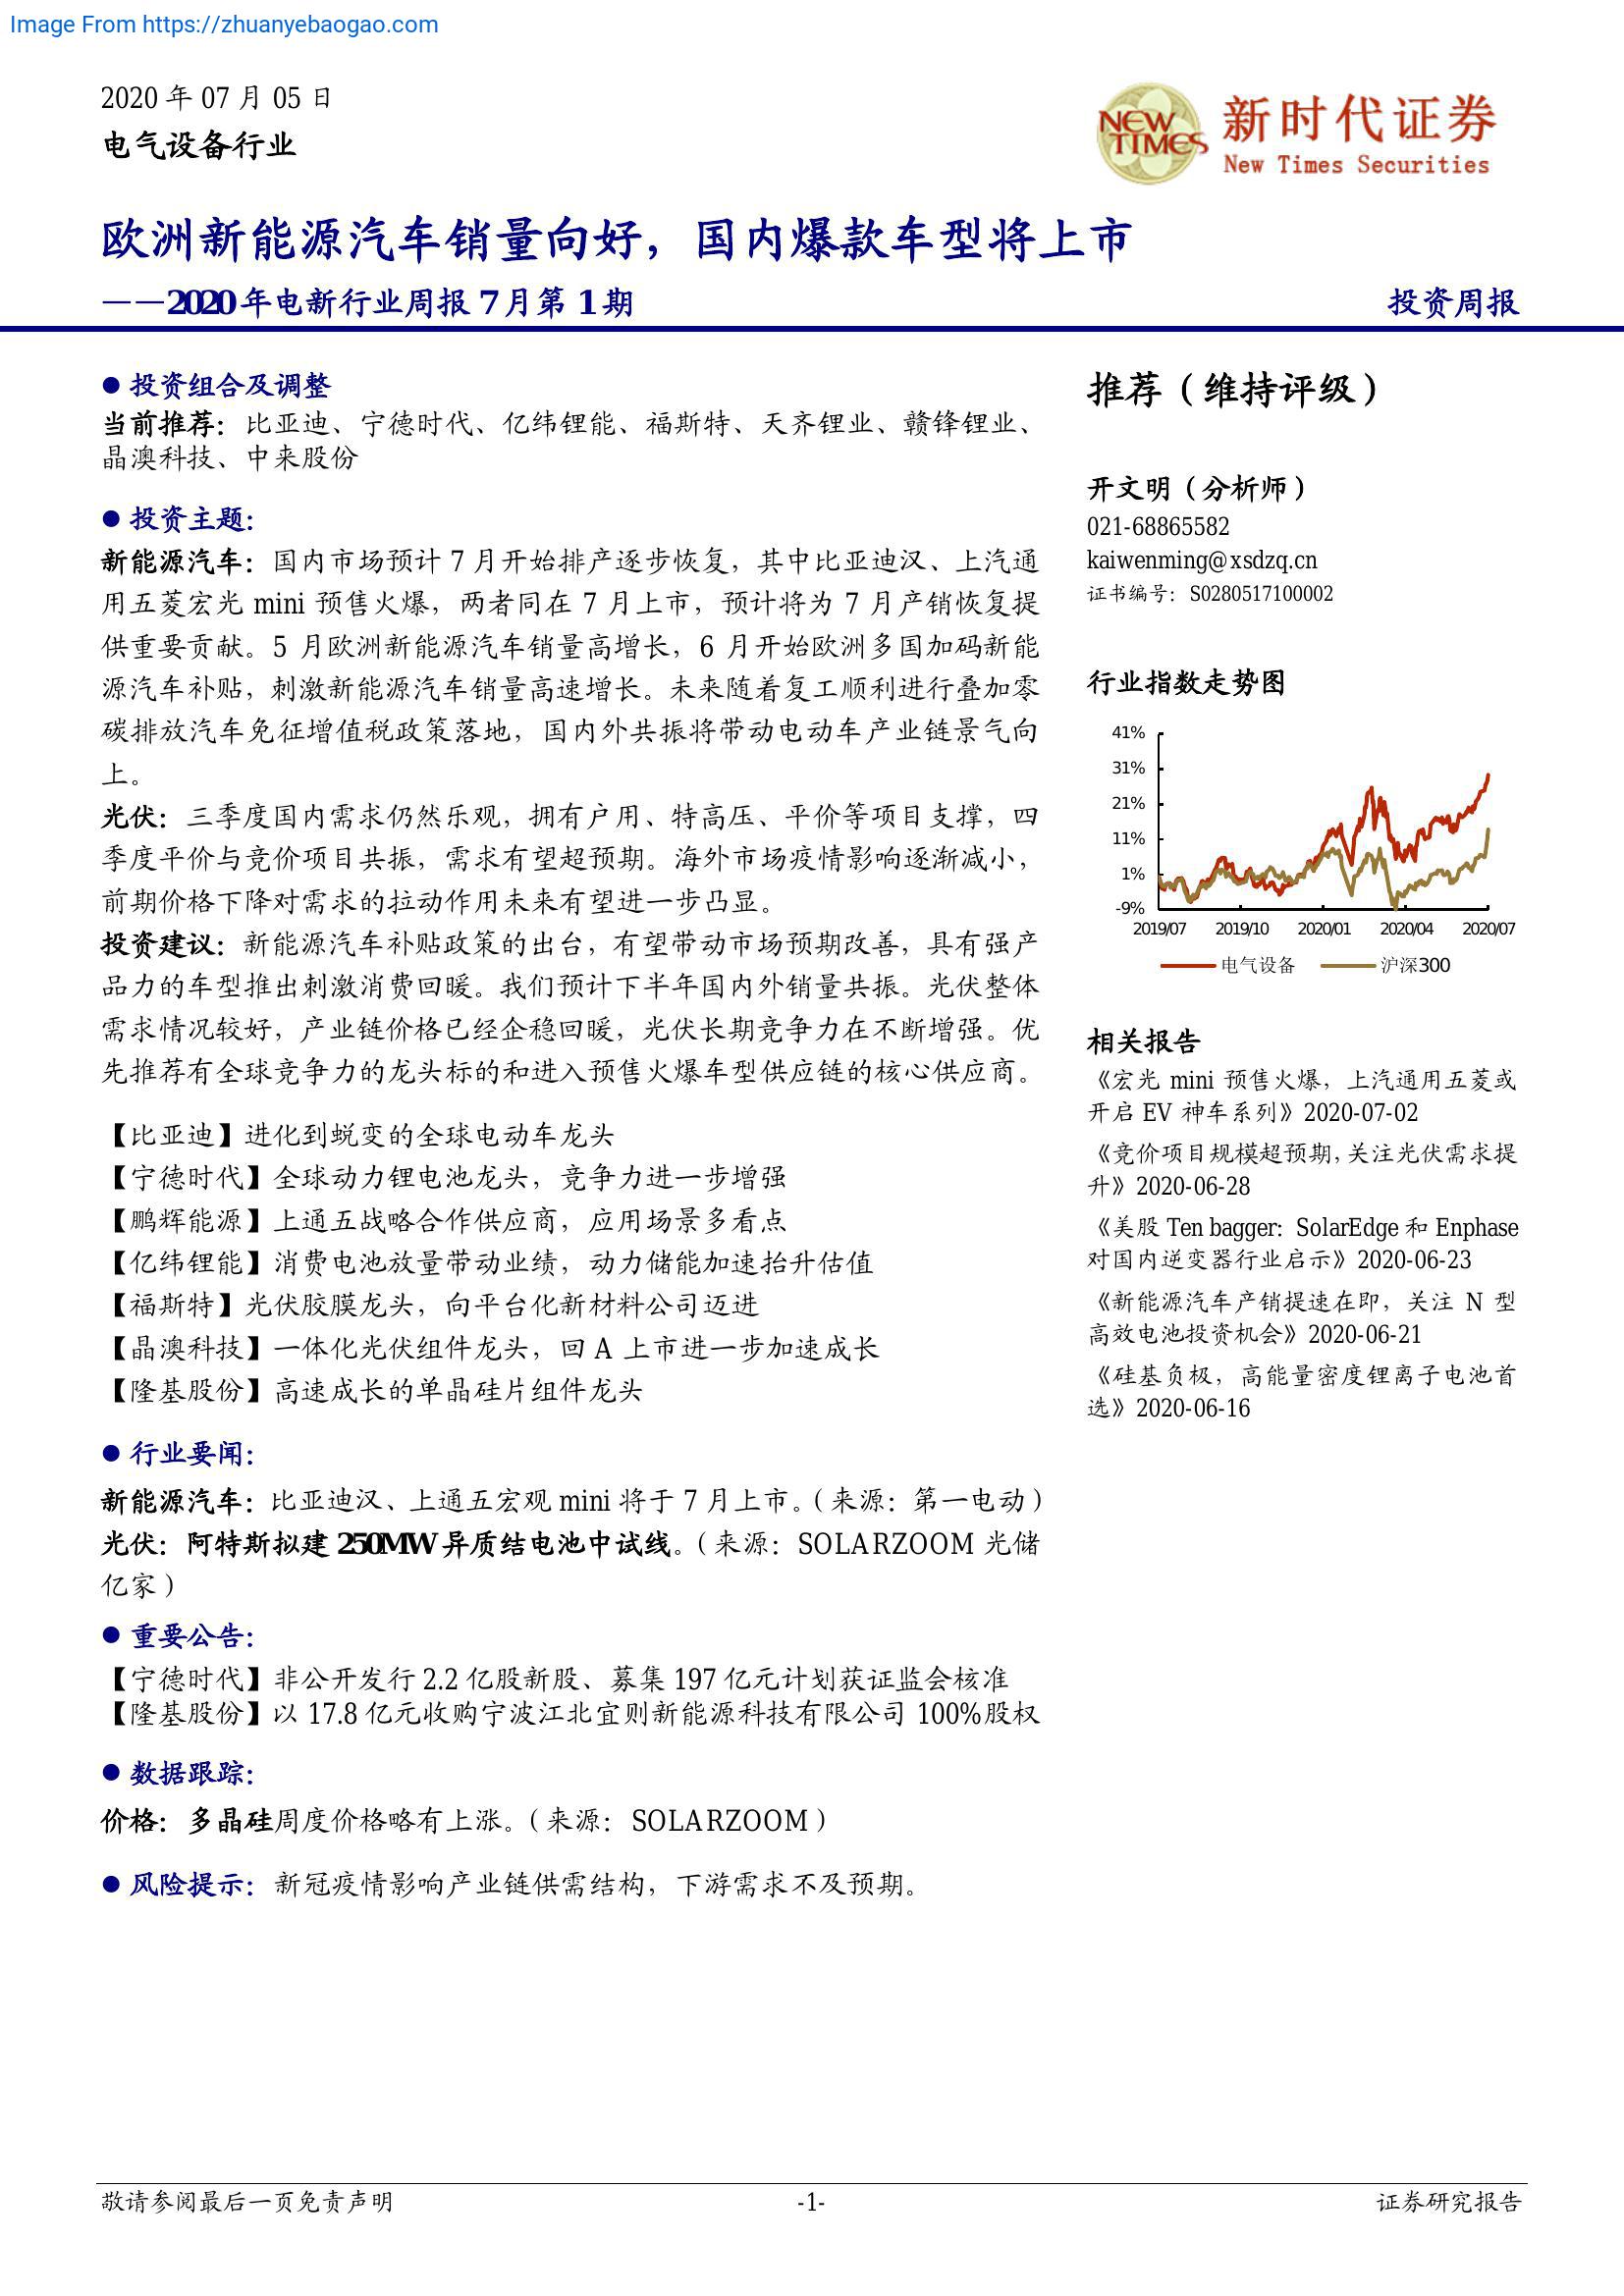 Image From https://zhuanyebaogao.com
2020 年 07 月 05 日
电气设备行业
NEW TIMES
新时代证券
New Times Securities
欧洲新能源汽车销量向好，国内爆款车型将上市
——2020 年电新行业周报 7 月第 1 期
投资周报
● 投资组合及调整
当前推荐：比亚迪、宁德时代、亿纬锂能、福斯特、天齐锂业、赣锋锂业、
晶澳科技、中来股份
● 投资主题：
新能源汽车：国内市场预计 7 月开始排产逐步恢复，其中比亚迪汉、上汽通
用五菱宏光 mini 预售火爆，两者同在 7 月上市，预计将为 7 月产销恢复提
供重要贡献。5 月欧洲新能源汽车销量高增长，6 月开始欧洲多国加码新能
源汽车补贴，刺激新能源汽车销量高速增长。未来随着复工顺利进行叠加零
碳排放汽车免征增值税政策落地，国内外共振将带动电动车产业链景气向
上。
光伏：三季度国内需求仍然乐观，拥有户用、特高压、平价等项目支撑，四
季度平价与竞价项目共振，需求有望超预期。海外市场疫情影响逐渐减小，
前期价格下降对需求的拉动作用未来有望进一步凸显。
投资建议：新能源汽车补贴政策的出台，有望带动市场预期改善，具有强产
品力的车型推出刺激消费回暖。我们预计下半年国内外销量共振。光伏整体
需求情况较好，产业链价格已经企稳回暖，光伏长期竞争力在不断增强。优
先推荐有全球竞争力的龙头标的和进入预售火爆车型供应链的核心供应商。
【比亚迪】进化到蜕变的全球电动车龙头
【宁德时代】全球动力锂电池龙头，竞争力进一步增强
【鹏辉能源】上通五战略合作供应商，应用场景多看点
【亿纬锂能】消费电池放量带动业绩，动力储能加速抬升估值
【福斯特】光伏胶膜龙头，向平台化新材料公司迈进
【晶澳科技】一体化光伏组件龙头，回 A 上市进一步加速成长
【隆基股份】高速成长的单晶硅片组件龙头
● 行业要闻：
新能源汽车：比亚迪汉、上通五宏观 mini 将于 7 月上市。（来源：第一电动）
光伏：阿特斯拟建 250MW 异质结电池中试线。（来源：SOLARZOOM 光储
亿家）
● 重要公告：
【宁德时代】非公开发行 2.2 亿股新股、募集 197 亿元计划获证监会核准
【隆基股份】以 17.8 亿元收购宁波江北宜则新能源科技有限公司 100%股权
● 数据跟踪：
价格：多晶硅周度价格略有上涨。（来源：SOLARZOOM）
● 风险提示：新冠疫情影响产业链供需结构，下游需求不及预期。
推荐（维持评级）
开文明（分析师）
021-68865582
kaiwenming@xsdzq.cn
证书编号：S0280517100002
行业指数走势图
41%
31%
21%
11%
1%
-9%
2019/07 2019/10 2020/01 2020/04 2020/07
电气设备 沪深300
相关报告
《宏光 mini 预售火爆，上汽通用五菱或
开启 EV 神车系列》2020-07-02
《竞价项目规模超预期，关注光伏需求提
升》2020-06-28
《美股 Ten bagger：SolarEdge 和 Enphase
对国内逆变器行业启示》2020-06-23
《新能源汽车产销提速在即，关注 N 型
高效电池投资机会》2020-06-21
《硅基负极，高能量密度锂离子电池首
选》2020-06-16
敬请参阅最后一页免责声明
-1-
证券研究报告